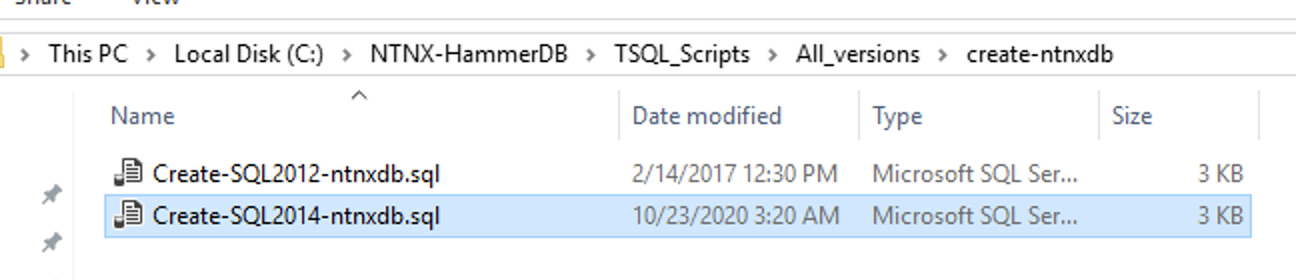 Share View
This PC > Local Disk (C:) > NTNX-HammerDB > TSQL_Scripts > All_versions > create-ntnxdb
Name Date modified Type Size
Create-SQL2012-ntnxdb.sql 2/14/2017 12:30 PM Microsoft SQL Ser... 3 KB
Create-SQL2014-ntnxdb.sql 10/23/2020 3:20 AM Microsoft SQL Ser... 3 KB